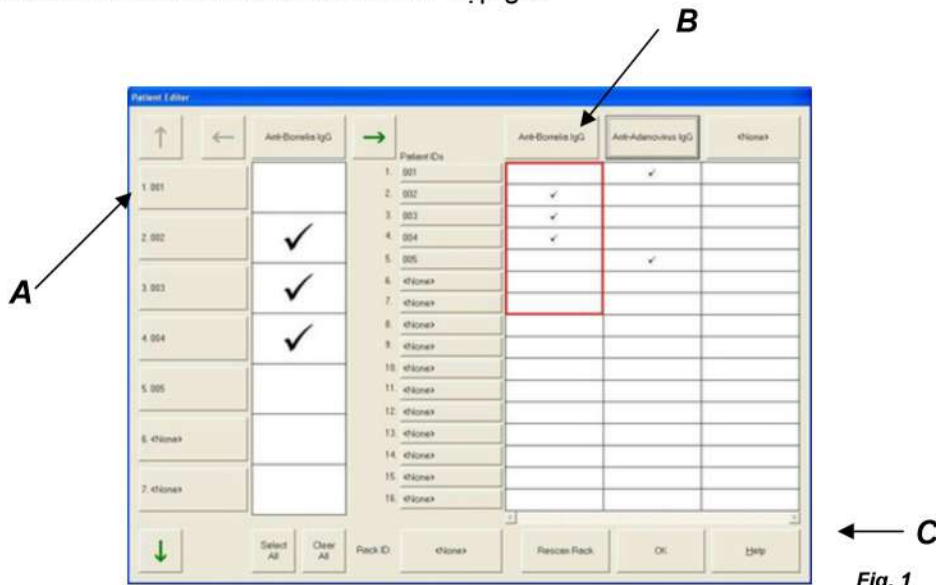 B
Patient Editor
Anti-Borrelia IgG
Patient IDs
Anti-Borrelia IgG
Anti-Adenovirus IgG
<None>
1. 001
2. 002
3. 003
4. 004
5. 005
6. <None>
7. <None>
1. 001
2. 002
3. 003
4. 004
5. 005
6. <None>
7. <None>
8. <None>
9. <None>
10. <None>
11. <None>
12. <None>
13. <None>
14. <None>
15. <None>
16. <None>
A
Select All
Clear All
Rack ID
<None>
Rescan Rack
OK
Help
C
Fig. 1